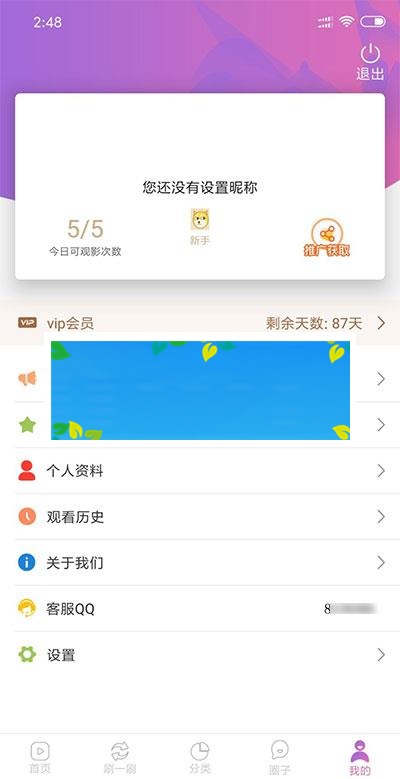 2:48
退出
您还没有设置昵称
5/5
今日可观影次数
新手
推广获取
VIP
vip会员
剩余天数: 87天
个人资料
观看历史
关于我们
客服QQ
8
设置
首页
刷一刷
分类
圈子
我的